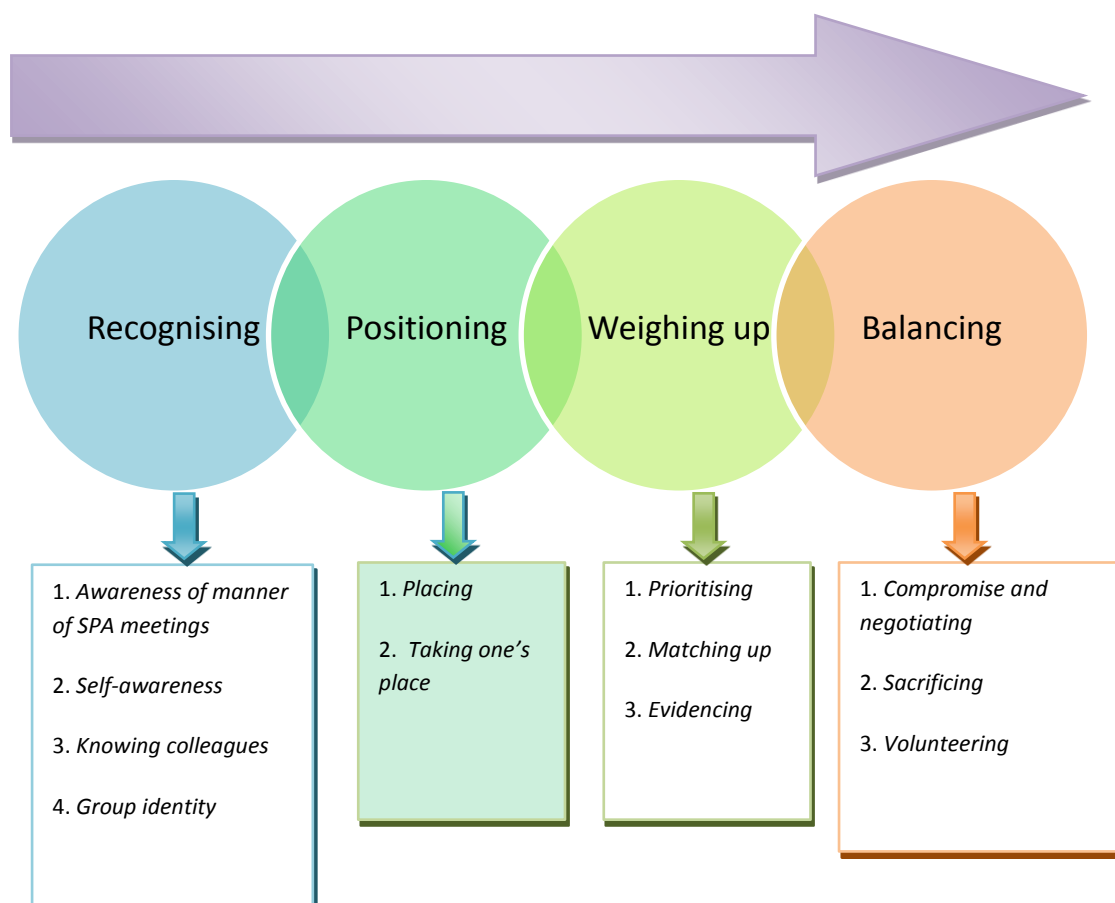 Recognising
Positioning
Weighing up
Balancing
1. Awareness of manner
of SPA meetings
2. Self-awareness
3. Knowing colleagues
4. Group identity
1. Placing
2. Taking one’s
place
1. Prioritising
2. Matching up
3. Evidencing
1. Compromise and
negotiating
2. Sacrificing
3. Volunteering